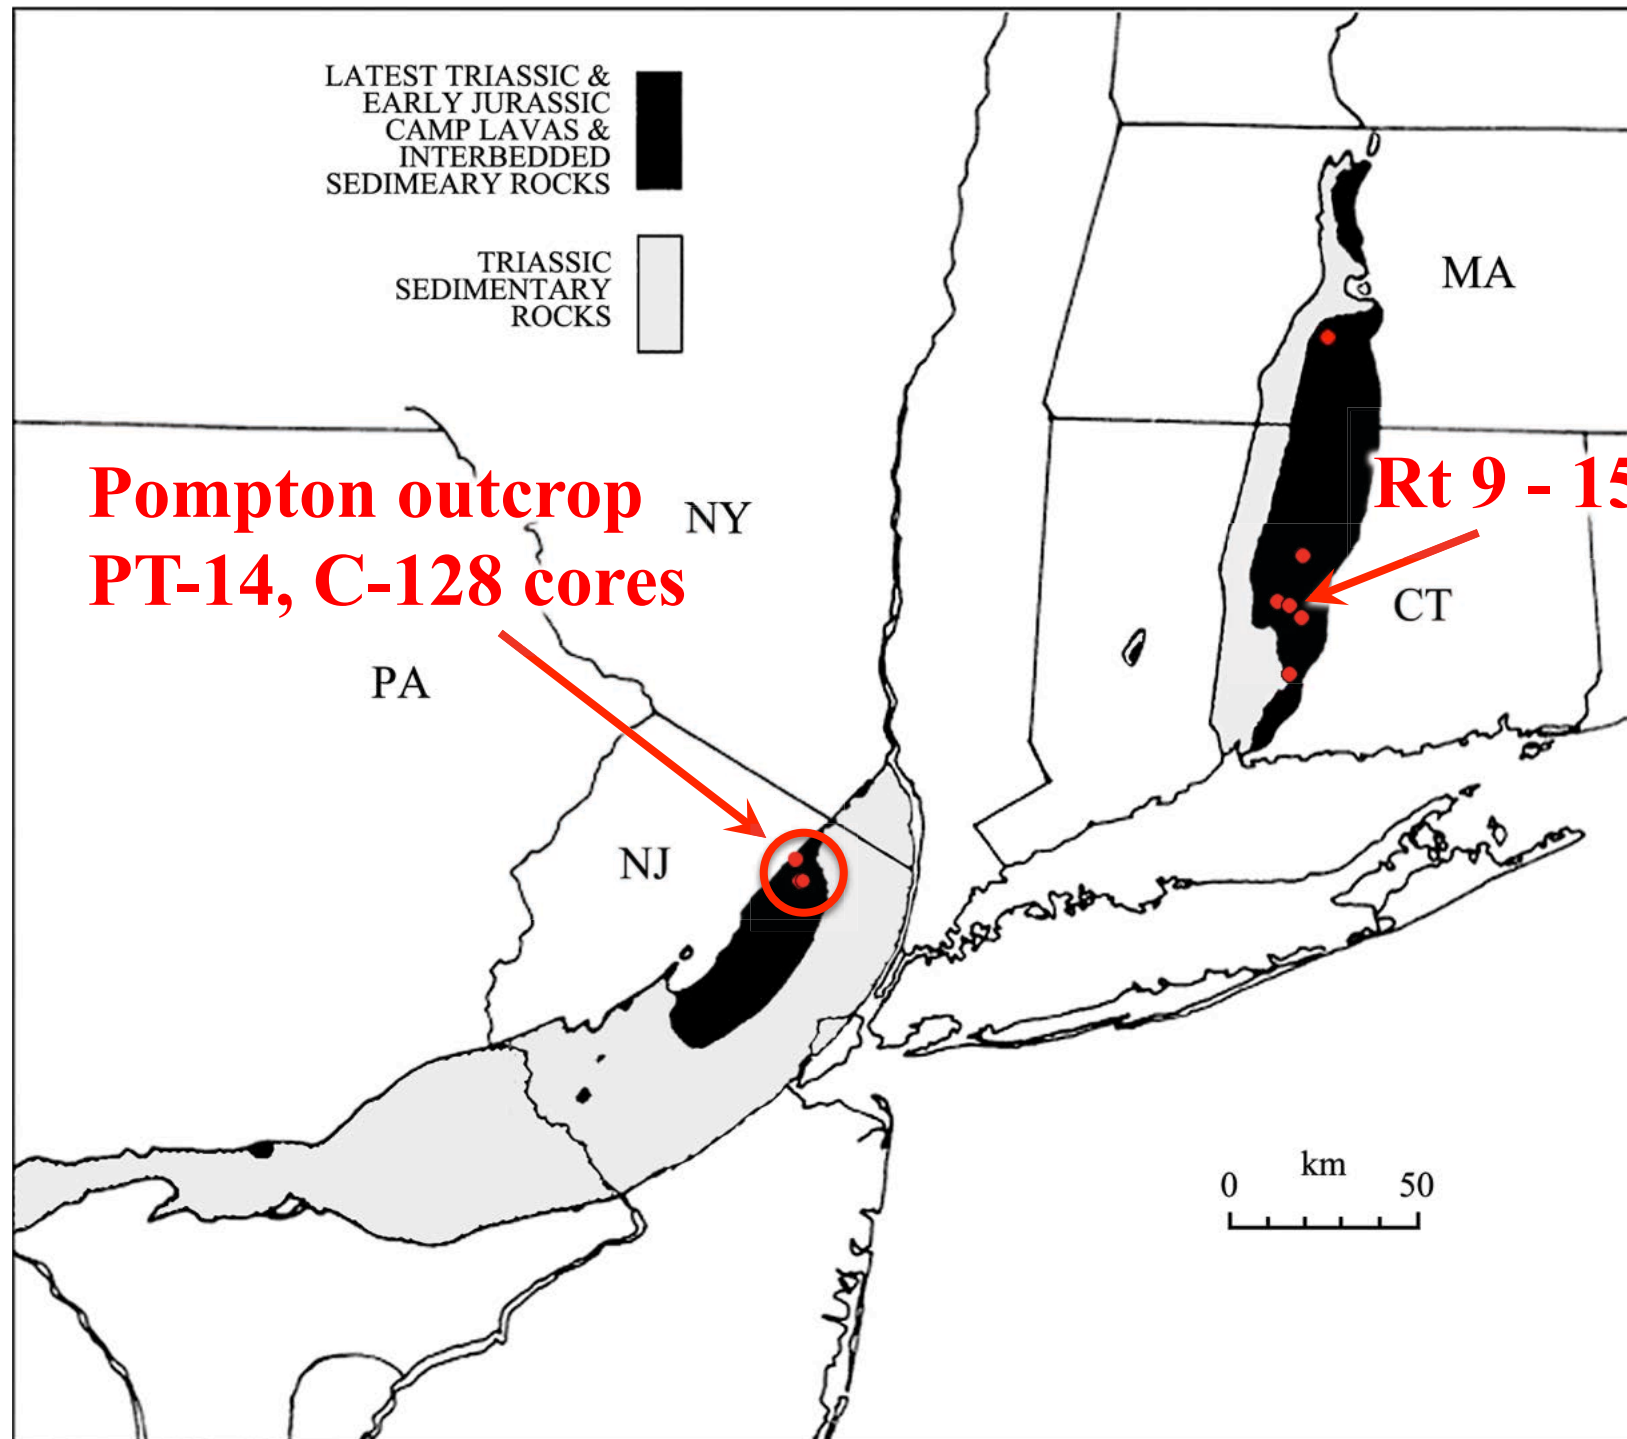 LATEST TRIASSIC &
EARLY JURASSIC
CAMP LAVAS &
INTERBEDDED
SEDIMEARY ROCKS
TRIASSIC
SEDIMENTARY
ROCKS
MA
Pompton outcrop
PT-14, C-128 cores
NY
Rt 9 - 15
CT
PA
NJ
km
0 50